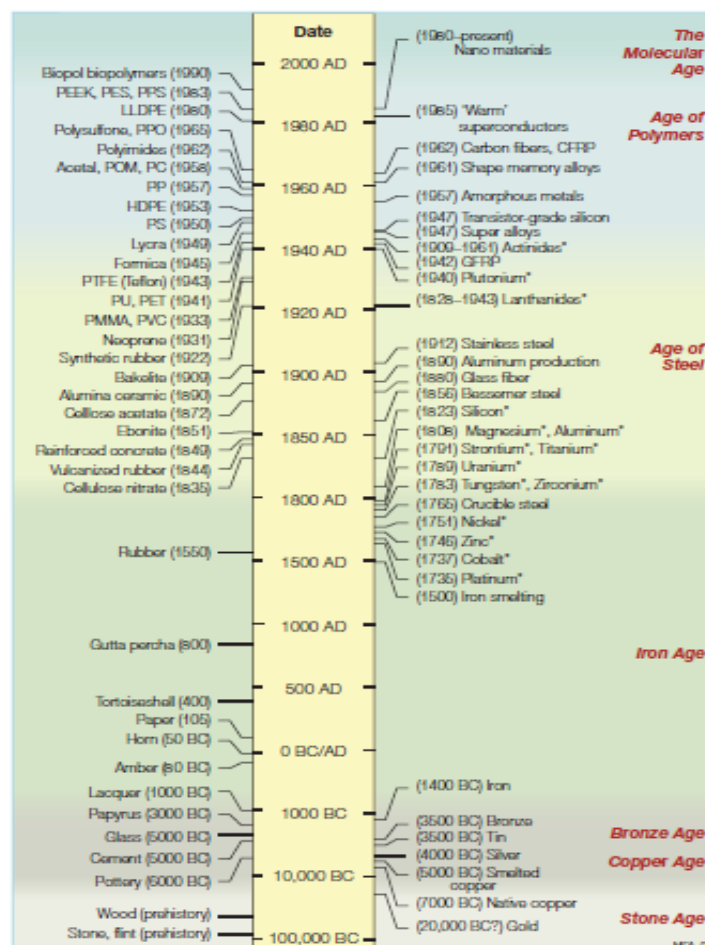 Date
2000 AD
1980 AD
1960 AD
1940 AD
1920 AD
1900 AD
1850 AD
1800 AD
1500 AD
1000 AD
500 AD
0 BC/AD
1000 BC
10,000 BC
100,000 BC
Biopol biopolymers (1990)
PEEK, PES, PPS (1983)
LLDPE (1980)
Polysulfone, PPO (1965)
Polyimides (1962)
Acetal, POM, PC (1958)
PP (1957)
HDPE (1953)
PS (1950)
Lycra (1949)
Formica (1945)
PTFE (Teflon) (1943)
PU, PET (1941)
PMMA, PVC (1933)
Neoprene (1931)
Synthetic rubber (1922)
Bakelite (1909)
Alumina ceramic (1890)
Celllose acetate (1872)
Ebonite (1851)
Reinforced concrete (1849)
Vulcanized rubber (1844)
Cellulose nitrate (1835)
Rubber (1550)
Gutta percha (800)
Tortoiseshell (400)
Paper (105)
Horn (50 BC)
Amber (80 BC)
Lacquer (1000 BC)
Papyrus (3000 BC)
Glass (5000 BC)
Cement (5000 BC)
Pottery (6000 BC)
Wood (prehistory)
Stone, flint (prehistory)
(1980–present)
Nano materials
(1985) 'Warm'
superconductors
(1962) Carbon fibers, CFRP
(1961) Shape memory alloys
(1957) Amorphous metals
(1947) Transistor-grade silicon
(1947) Super alloys
(1909–1961) Actinides*
(1942) GFRP
(1940) Plutonium*
(1828–1943) Lanthanides*
(1912) Stainless steel
(1890) Aluminum production
(1880) Glass fiber
(1856) Bessemer steel
(1823) Silicon*
(1808) Magnesium*, Aluminum*
(1791) Strontium*, Titanium*
(1789) Uranium*
(1783) Tungsten*, Zirconium*
(1765) Crucible steel
(1751) Nickel*
(1746) Zinc*
(1737) Cobalt*
(1735) Platinum*
(1500) Iron smelting
(1400 BC) Iron
(3500 BC) Bronze
(3500 BC) Tin
(4000 BC) Silver
(5000 BC) Smelted
copper
(7000 BC) Native copper
(20,000 BC?) Gold
The
Molecular
Age
Age of
Polymers
Age of
Steel
Iron Age
Bronze Age
Copper Age
Stone Age